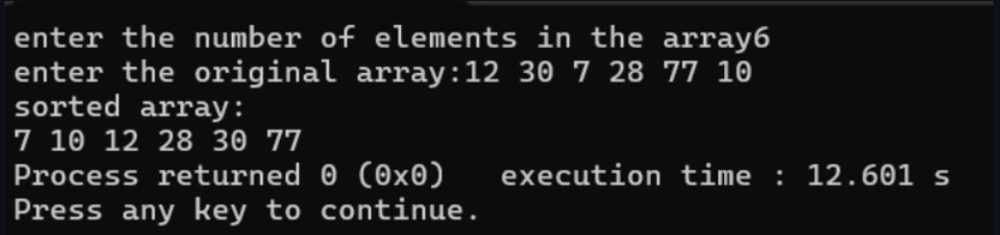 enter the number of elements in the array6
enter the original array:12 30 7 28 77 10
sorted array:
7 10 12 28 30 77
Process returned 0 (0x0)   execution time : 12.601 s
Press any key to continue.